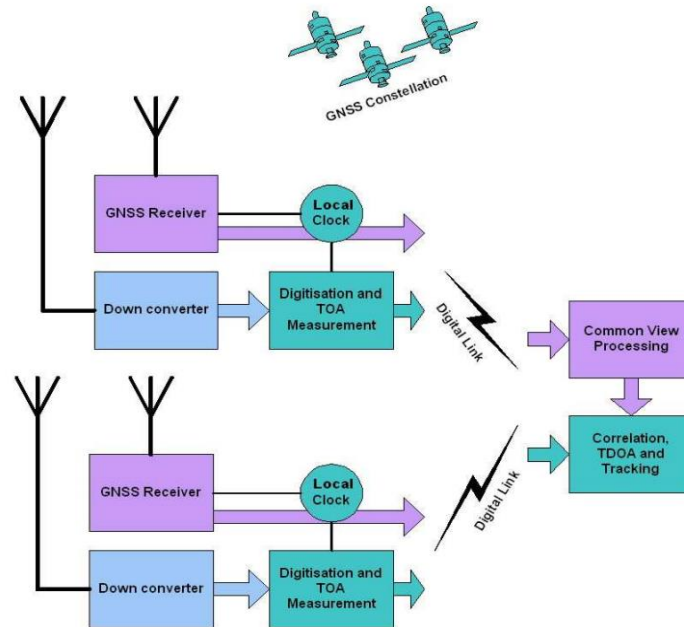 GNSS Constellation
GNSS Receiver
Local
Clock
Down converter
Digitisation and
TOA
Measurement
Digital Link
Common View
Processing
GNSS Receiver
Local
Clock
Digital Link
Correlation,
TDOA and
Tracking
Down converter
Digitisation and
TOA
Measurement